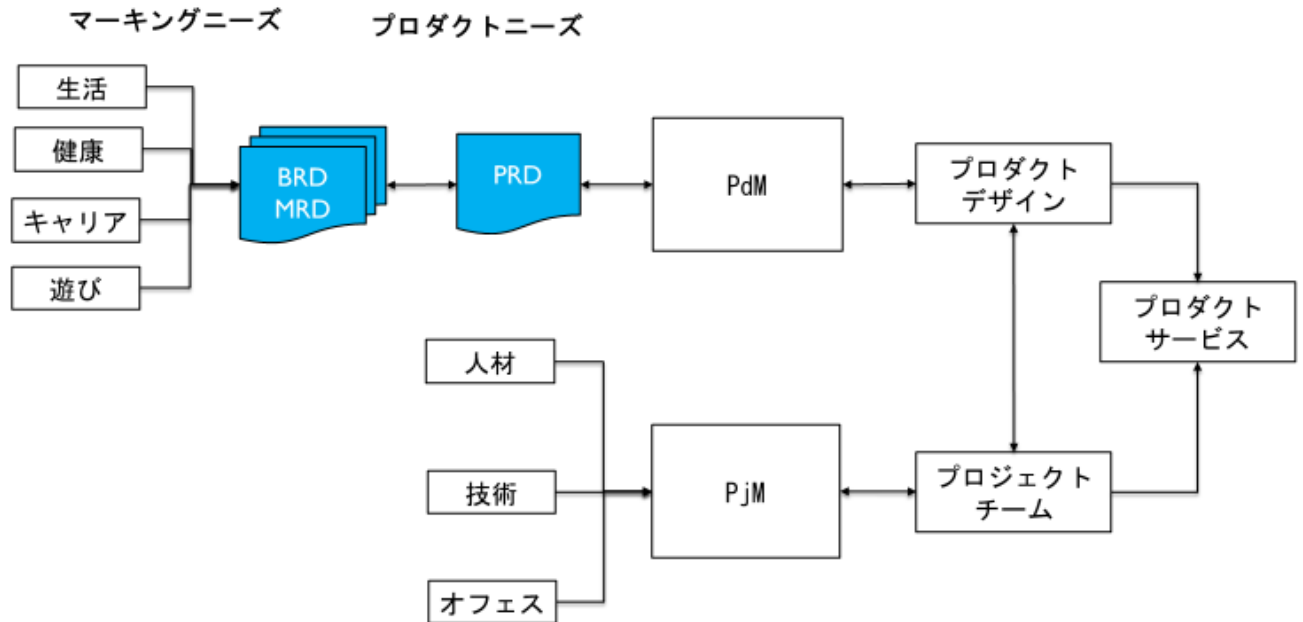 マーキングニーズ
プロダクトニーズ
生活
健康
キャリア
遊び
BRD
MRD
PRD
PdM
プロダクト
デザイン
プロダクト
サービス
人材
技術
オフェス
PjM
プロジェクト
チーム